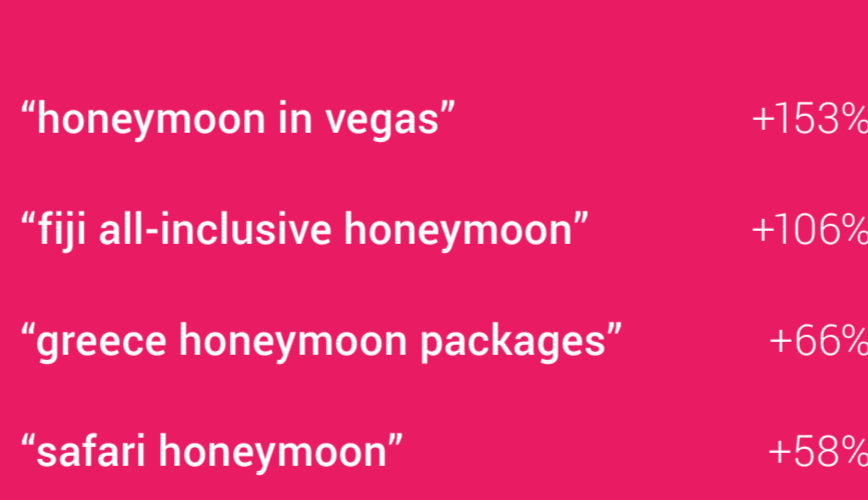 “honeymoon in vegas” +153%
“fiji all-inclusive honeymoon” +106%
“greece honeymoon packages” +66%
“safari honeymoon” +58%